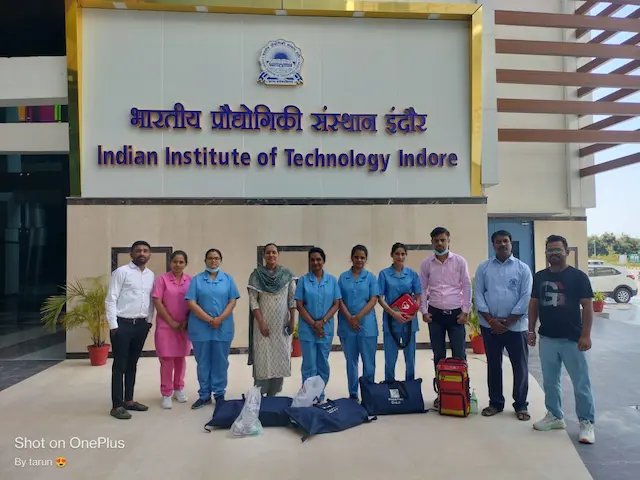 भारतीय प्रौद्योगिकी संस्थान इंदौर
Indian Institute of Technology Indore
Shot on OnePlus
By tarun 😍